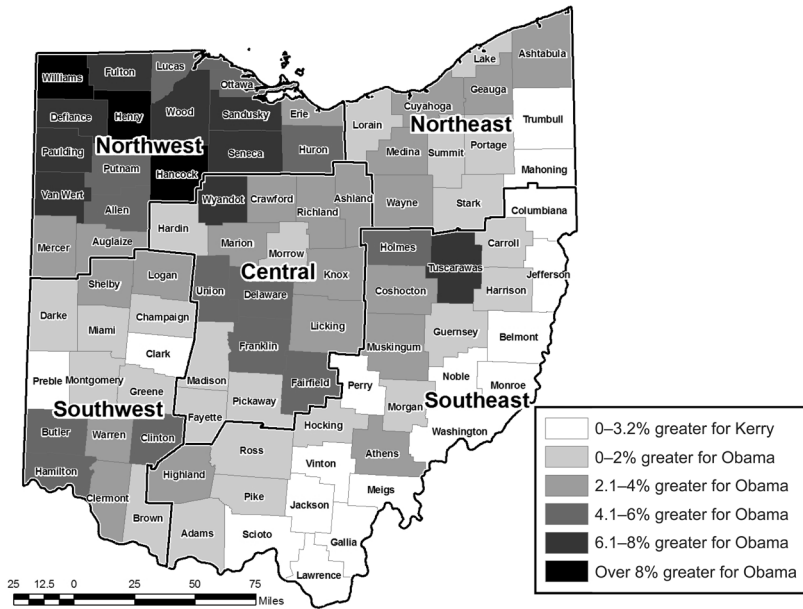 Lake
Ashtabula
Williams
Fulton
Lucas
Ottawa
Geauga
Cuyahoga
Defiance
Henry
Wood
Sandusky
Erie
Lorain
Northeast
Trumbull
Paulding
Northwest
Putnam
Hancock
Seneca
Huron
Medina
Summit
Portage
Mahoning
Van Wert
Allen
Wyandot
Crawford
Richland
Ashland
Wayne
Stark
Columbiana
Mercer
Auglaize
Hardin
Marion
Morrow
Holmes
Tuscarawas
Carroll
Jefferson
Shelby
Logan
Central
Knox
Union
Delaware
Coshocton
Harrison
Darke
Miami
Champaign
Licking
Guernsey
Belmont
Clark
Franklin
Muskingum
Preble
Montgomery
Greene
Madison
Fairfield
Perry
Noble
Monroe
Southwest
Fayette
Pickaway
Morgan
Southeast
Butler
Warren
Clinton
Hocking
Washington
Hamilton
Highland
Ross
Vinton
Athens
Clermont
Brown
Pike
Jackson
Meigs
Adams
Scioto
Gallia
Lawrence
0–3.2% greater for Kerry
0–2% greater for Obama
2.1–4% greater for Obama
4.1–6% greater for Obama
6.1–8% greater for Obama
Over 8% greater for Obama
25 12.5 0 25 50 75
Miles